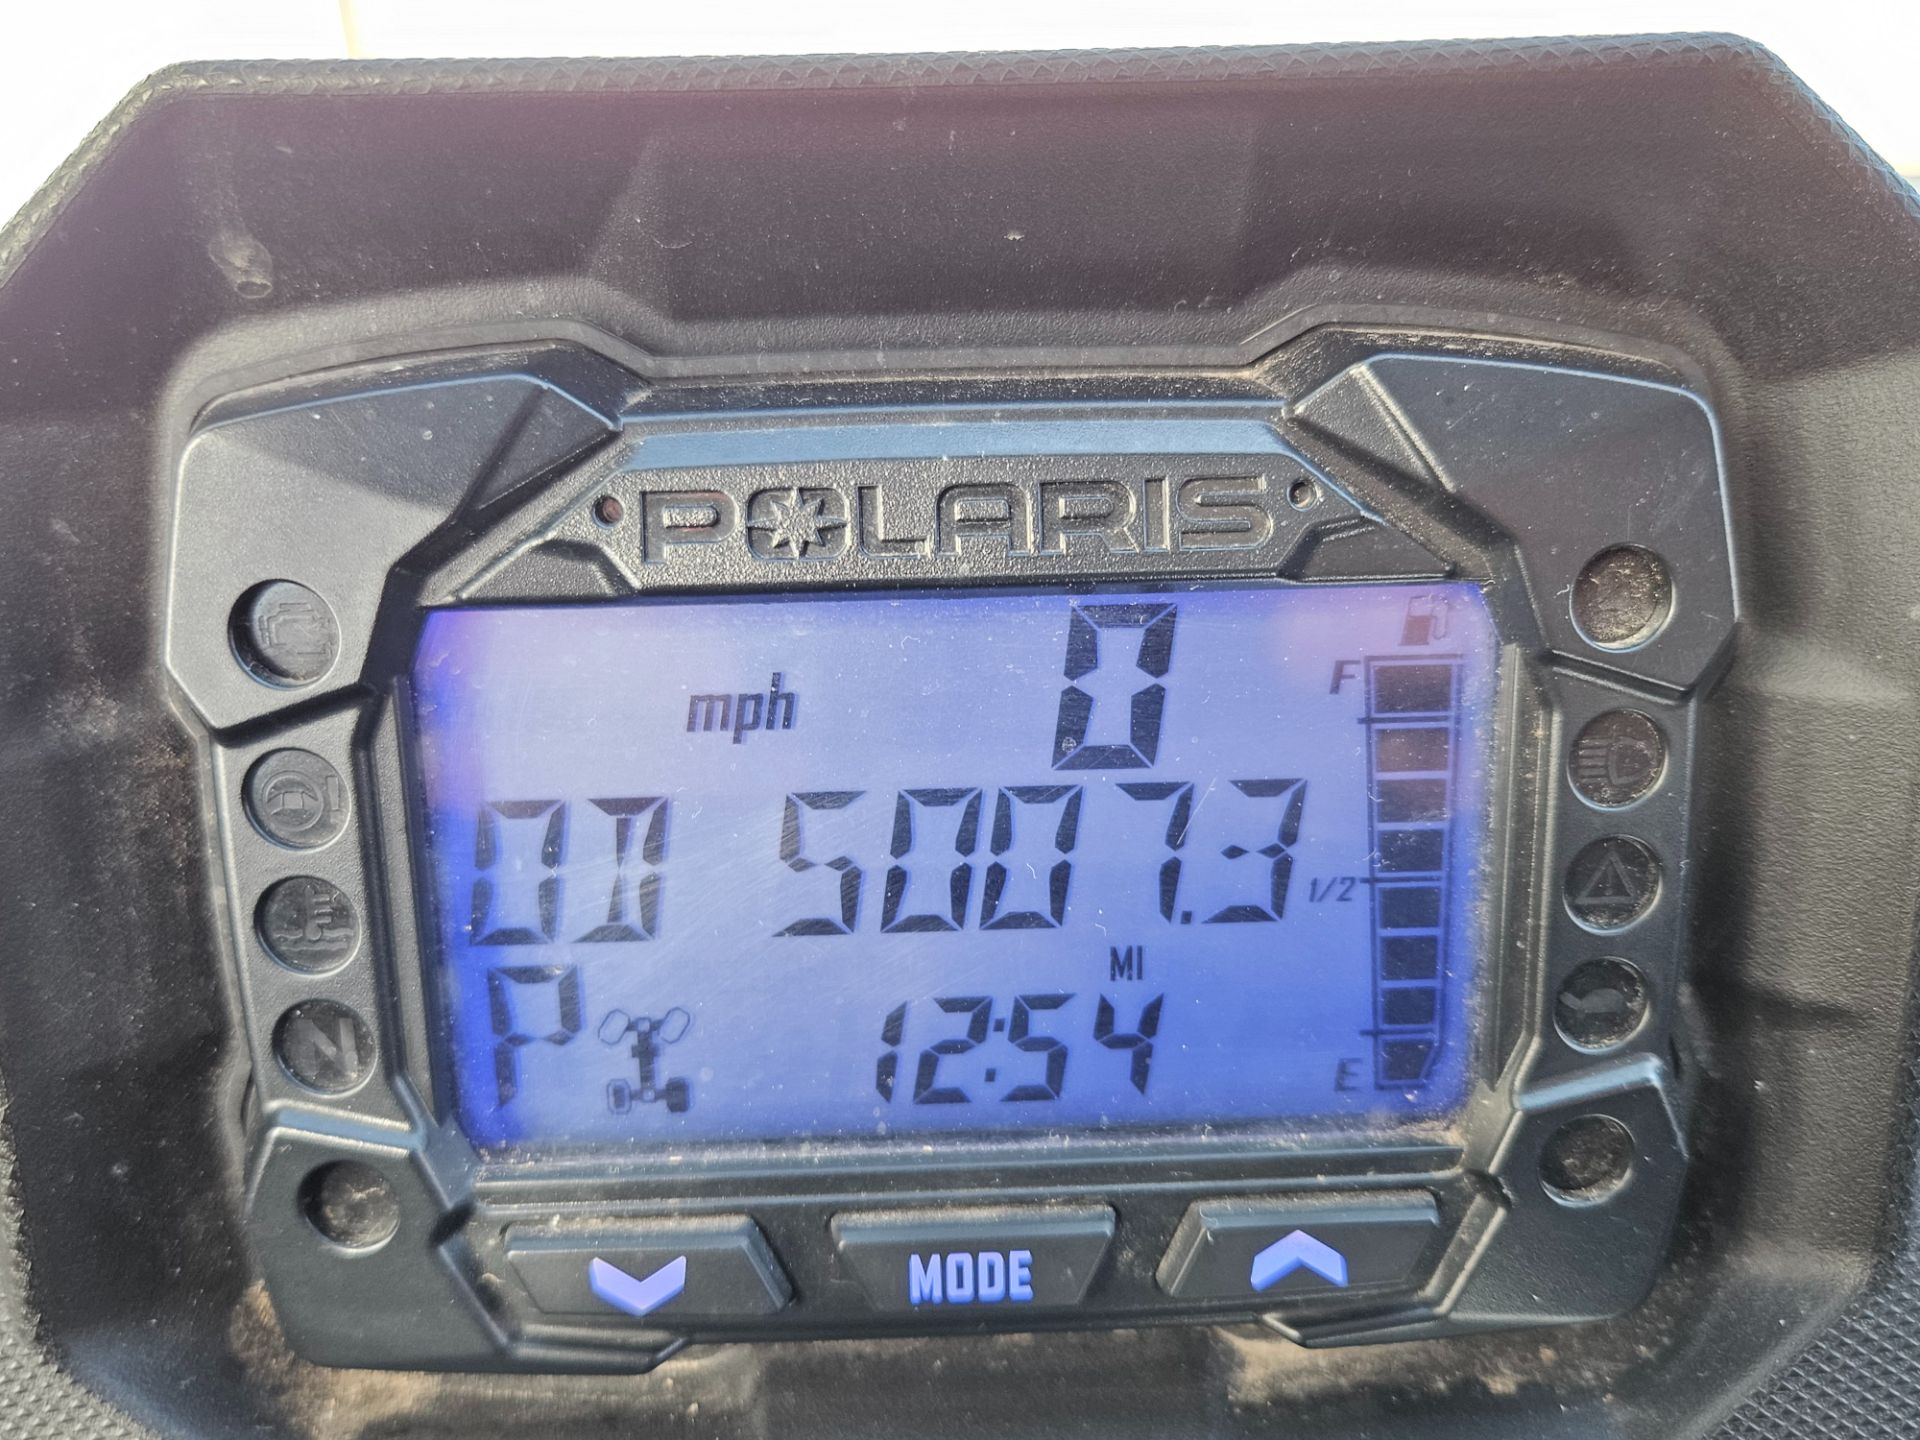 POLARIS
mph 0
F
OD 5007.3
1/2
MI
P 12:54
E
N
MODE